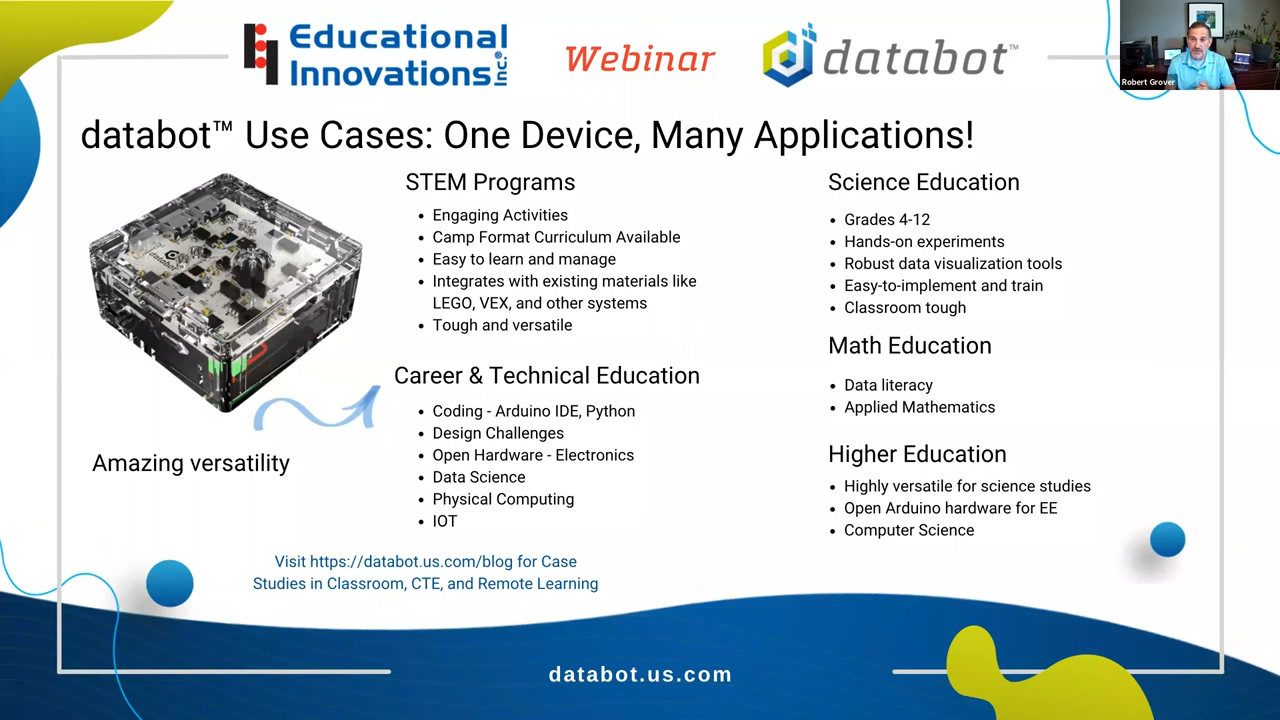 Educational
Innovations Inc.®
Webinar
databot™
Robert Grover
databot™ Use Cases: One Device, Many Applications!
STEM Programs
• Engaging Activities
• Camp Format Curriculum Available
• Easy to learn and manage
• Integrates with existing materials like
LEGO, VEX, and other systems
• Tough and versatile
Career & Technical Education
• Coding - Arduino IDE, Python
• Design Challenges
• Open Hardware - Electronics
• Data Science
• Physical Computing
• IOT
Amazing versatility
Visit https://databot.us.com/blog for Case
Studies in Classroom, CTE, and Remote Learning
Science Education
• Grades 4-12
• Hands-on experiments
• Robust data visualization tools
• Easy-to-implement and train
• Classroom tough
Math Education
• Data literacy
• Applied Mathematics
Higher Education
• Highly versatile for science studies
• Open Arduino hardware for EE
• Computer Science
databot.us.com